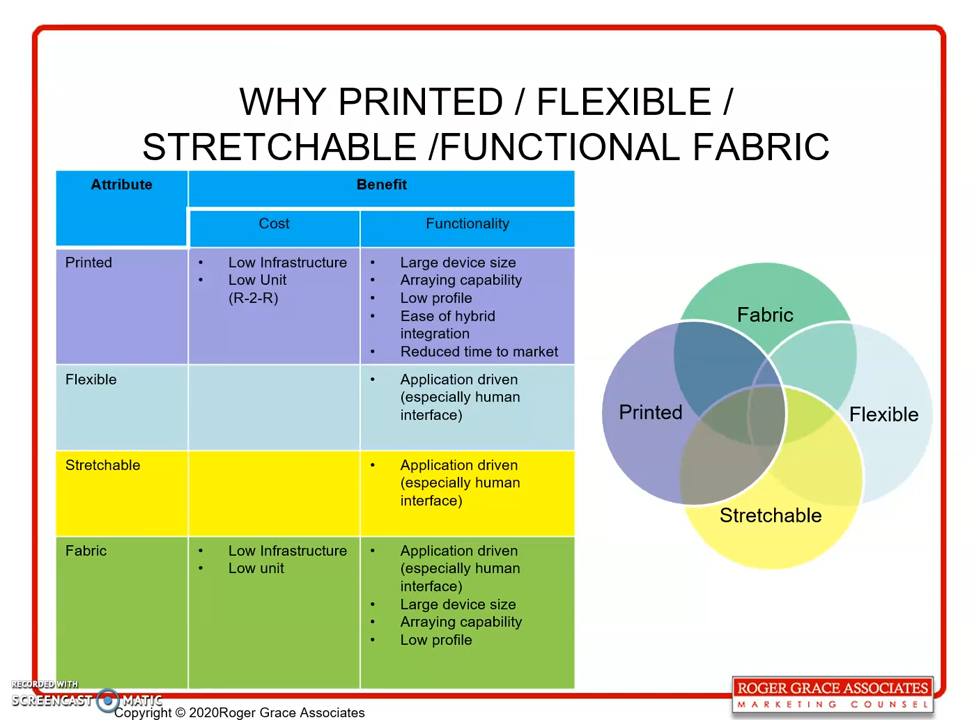 WHY PRINTED / FLEXIBLE /
STRETCHABLE /FUNCTIONAL FABRIC
Attribute
Benefit
Cost
Functionality
Printed
• Low Infrastructure
• Low Unit
(R-2-R)
• Large device size
• Arraying capability
• Low profile
• Ease of hybrid
integration
• Reduced time to market
Flexible
• Application driven
(especially human
interface)
Stretchable
• Application driven
(especially human
interface)
Fabric
• Low Infrastructure
• Low unit
• Application driven
(especially human
interface)
• Large device size
• Arraying capability
• Low profile
Fabric
Printed
Flexible
Stretchable
RECORDED WITH
SCREENCAST MATIC
Copyright © 2020Roger Grace Associates
ROGER GRACE ASSOCIATES
MARKETING COUNSEL